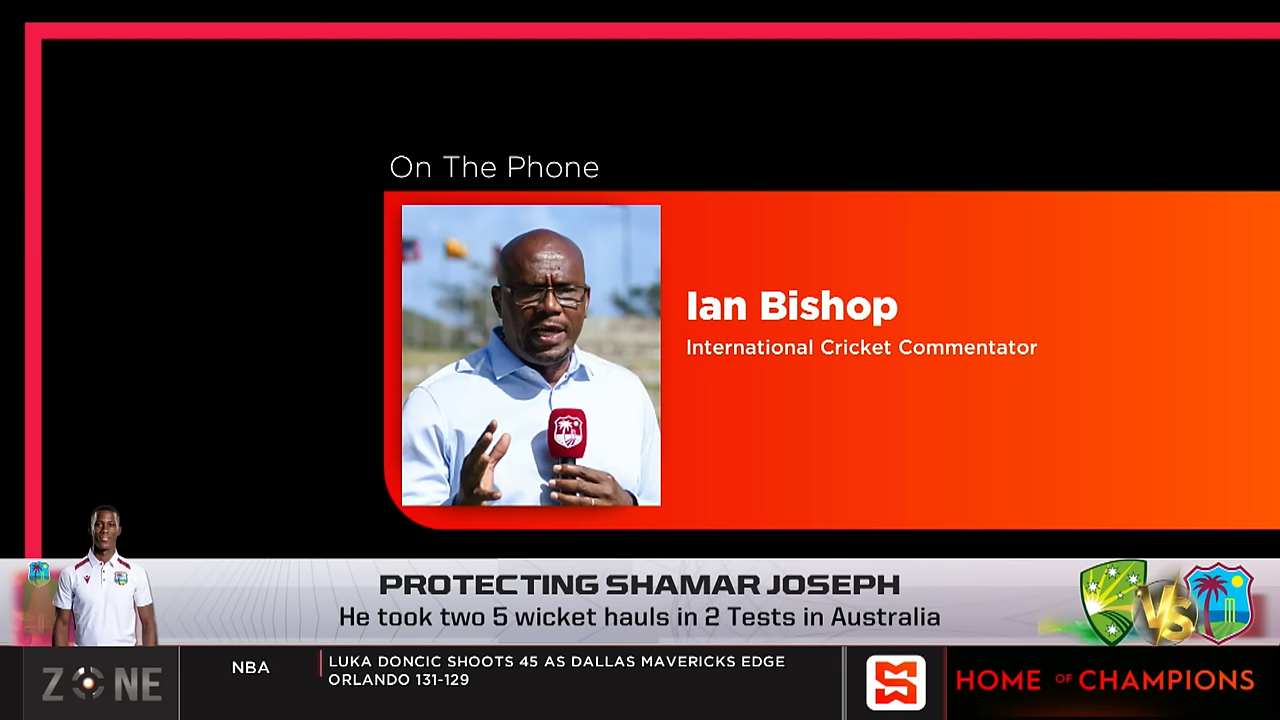 On The Phone
Ian Bishop
International Cricket Commentator
PROTECTING SHAMAR JOSEPH
He took two 5 wicket hauls in 2 Tests in Australia
VS
ZONE
NBA
LUKA DONCIC SHOOTS 45 AS DALLAS MAVERICKS EDGE
ORLANDO 131-129
HOME OF CHAMPIONS